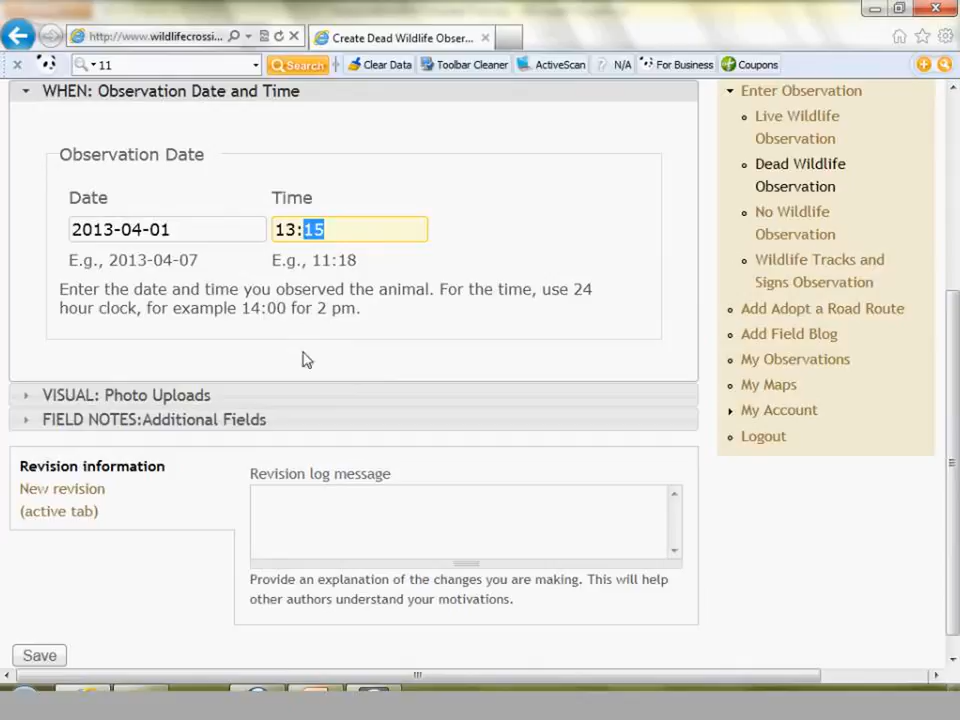 http://www.wildlifecrossi...
Create Dead Wildlife Obser...
11
Search
Clear Data
Toolbar Cleaner
ActiveScan
N/A
For Business
Coupons
WHEN: Observation Date and Time
Observation Date
Date
Time
2013-04-01
13:15
E.g., 2013-04-07
E.g., 11:18
Enter the date and time you observed the animal. For the time, use 24
hour clock, for example 14:00 for 2 pm.
VISUAL: Photo Uploads
FIELD NOTES:Additional Fields
Revision information
New revision
(active tab)
Revision log message
Provide an explanation of the changes you are making. This will help
other authors understand your motivations.
Save
Enter Observation
Live Wildlife
Observation
Dead Wildlife
Observation
No Wildlife
Observation
Wildlife Tracks and
Signs Observation
Add Adopt a Road Route
Add Field Blog
My Observations
My Maps
My Account
Logout